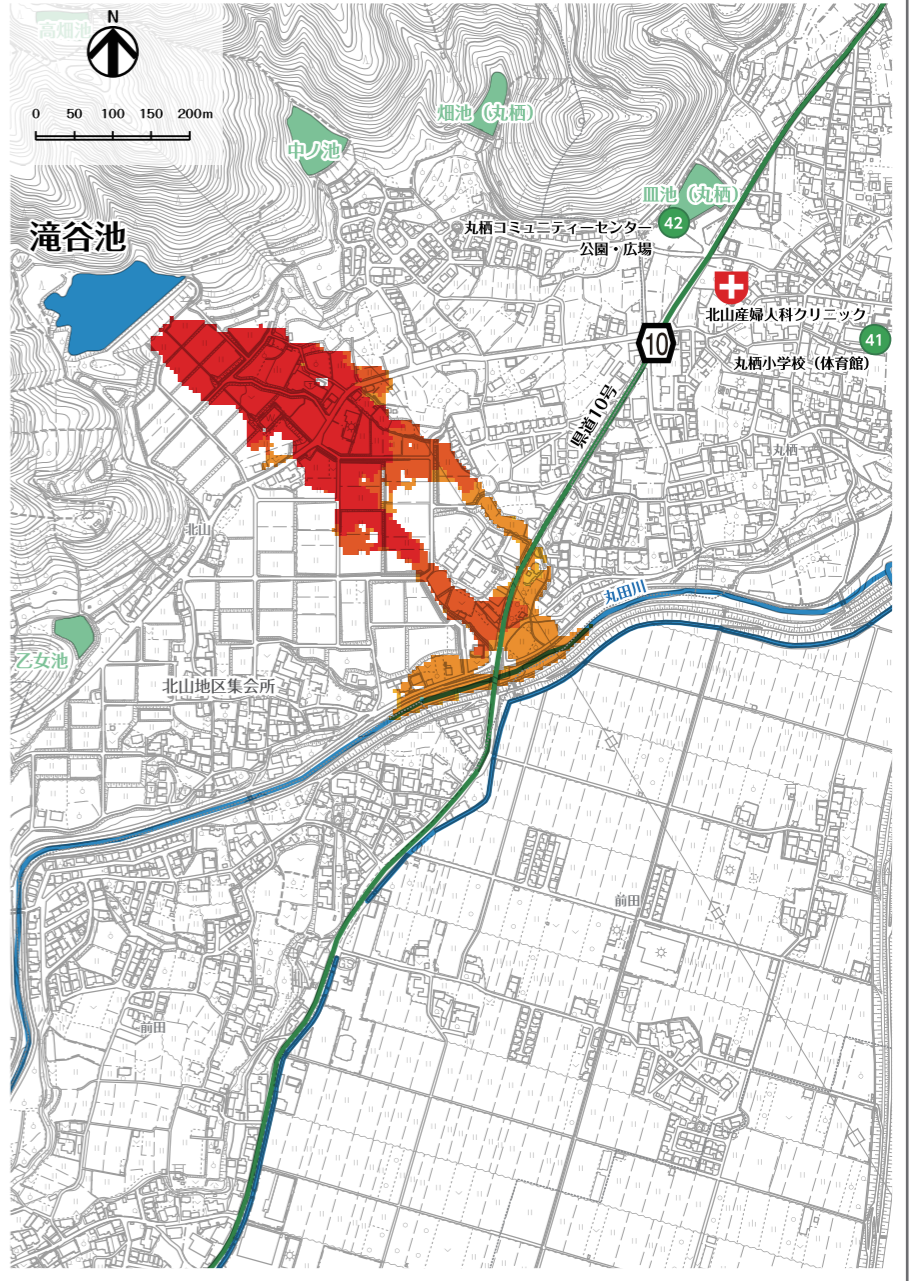 高畑池
N
0 50 100 150 200m
畑池（丸栖）
中ノ池
皿池（丸栖）
滝谷池
42
丸栖コミュニティーセンター
公園・広場
北山産婦人科クリニック
41
10
丸栖小学校（体育館）
県道10号
丸栖
北山
丸田川
乙女池
北山地区集会所
前田
前田